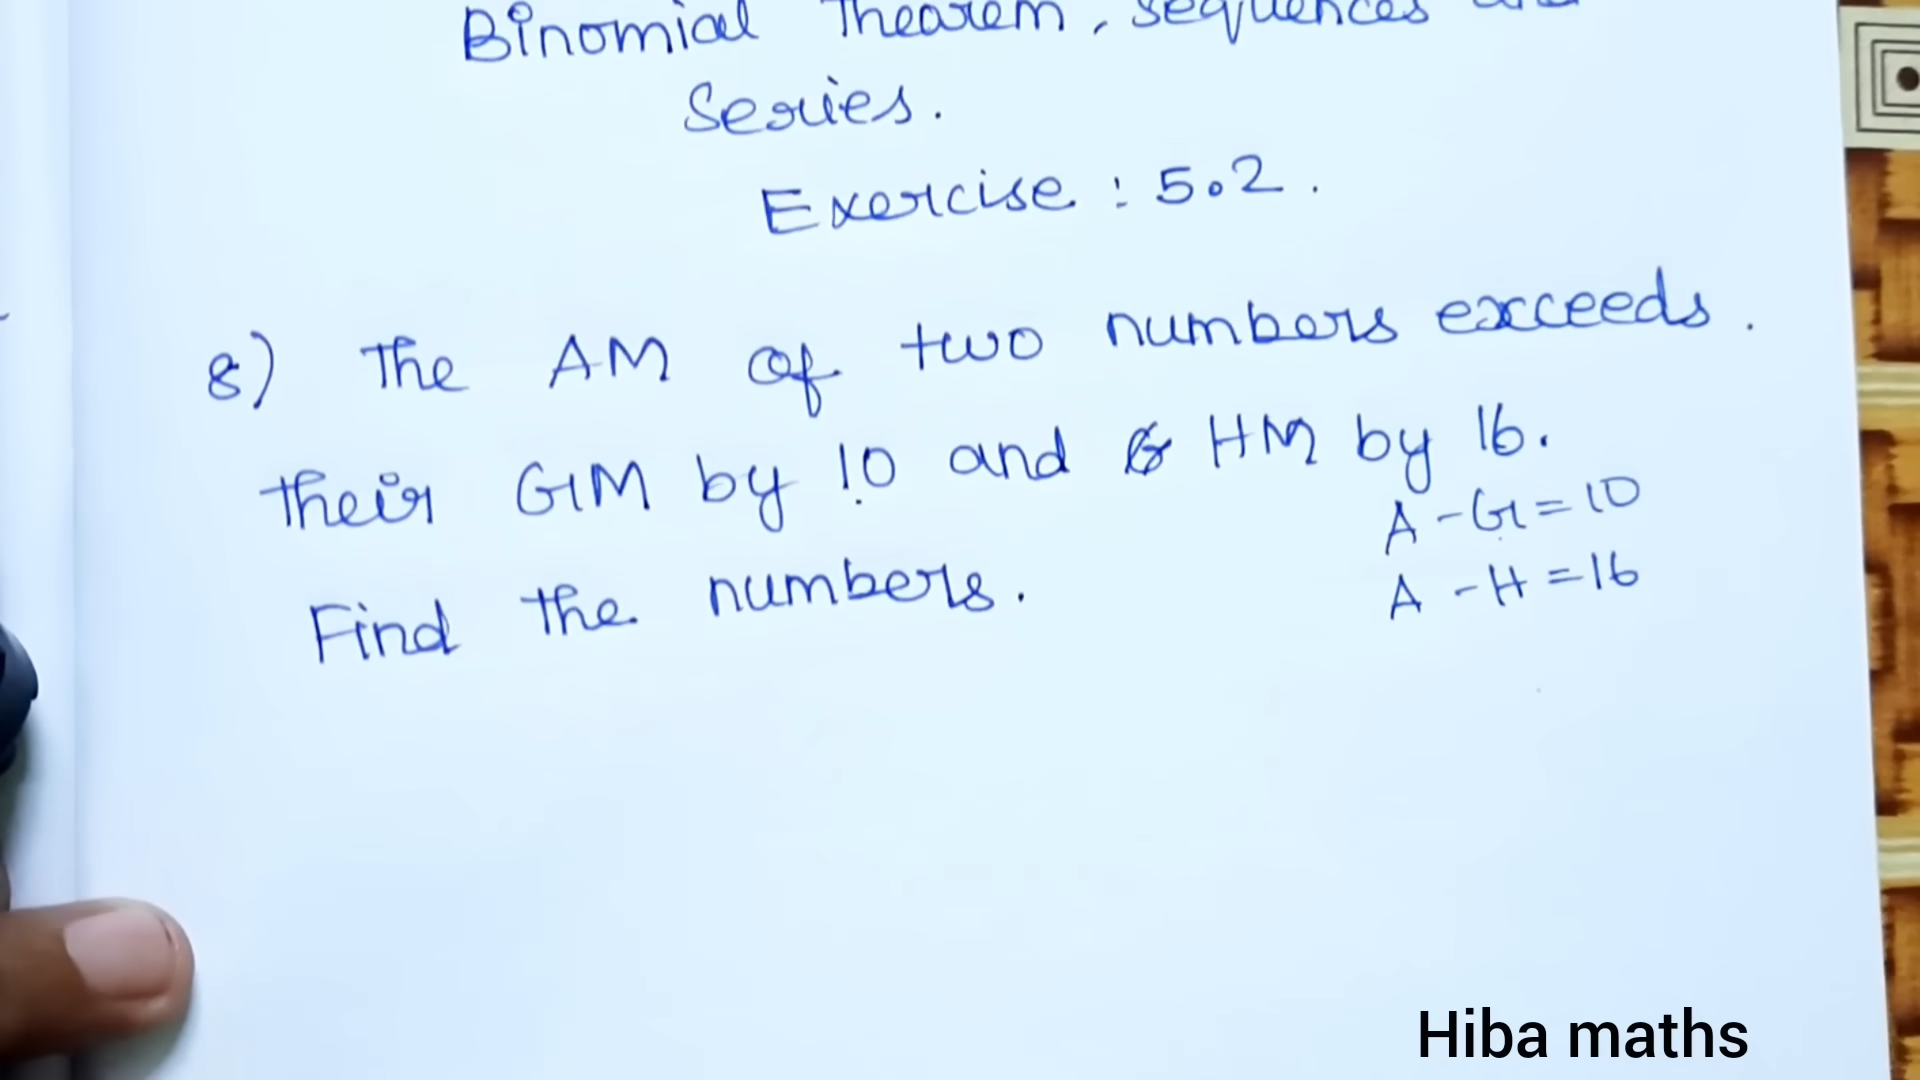 Binomial Theorem, sequences and
Series.
Exercise : 5.2.
8) The AM of two numbers exceeds.
their GM by 10 and HM by 16.
A - G = 10
Find the numbers.
A - H = 16
Hiba maths